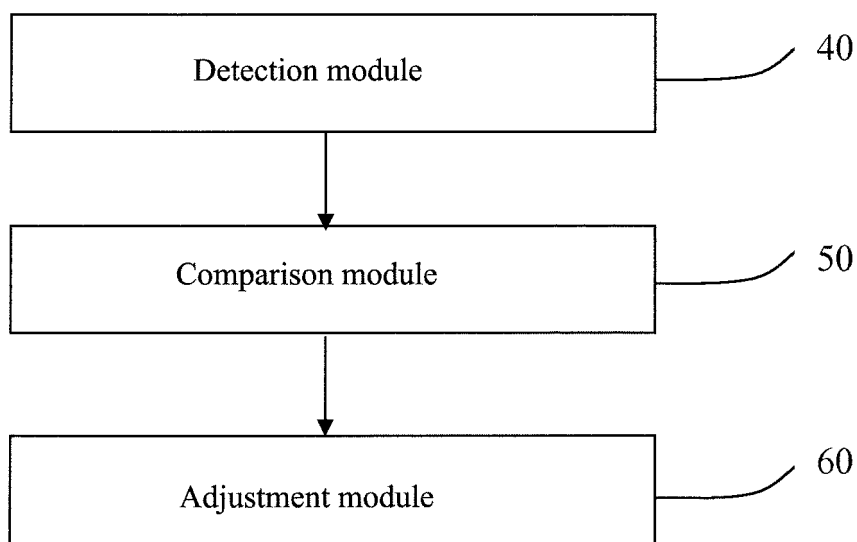 Detection module
40
Comparison module
50
Adjustment module
60